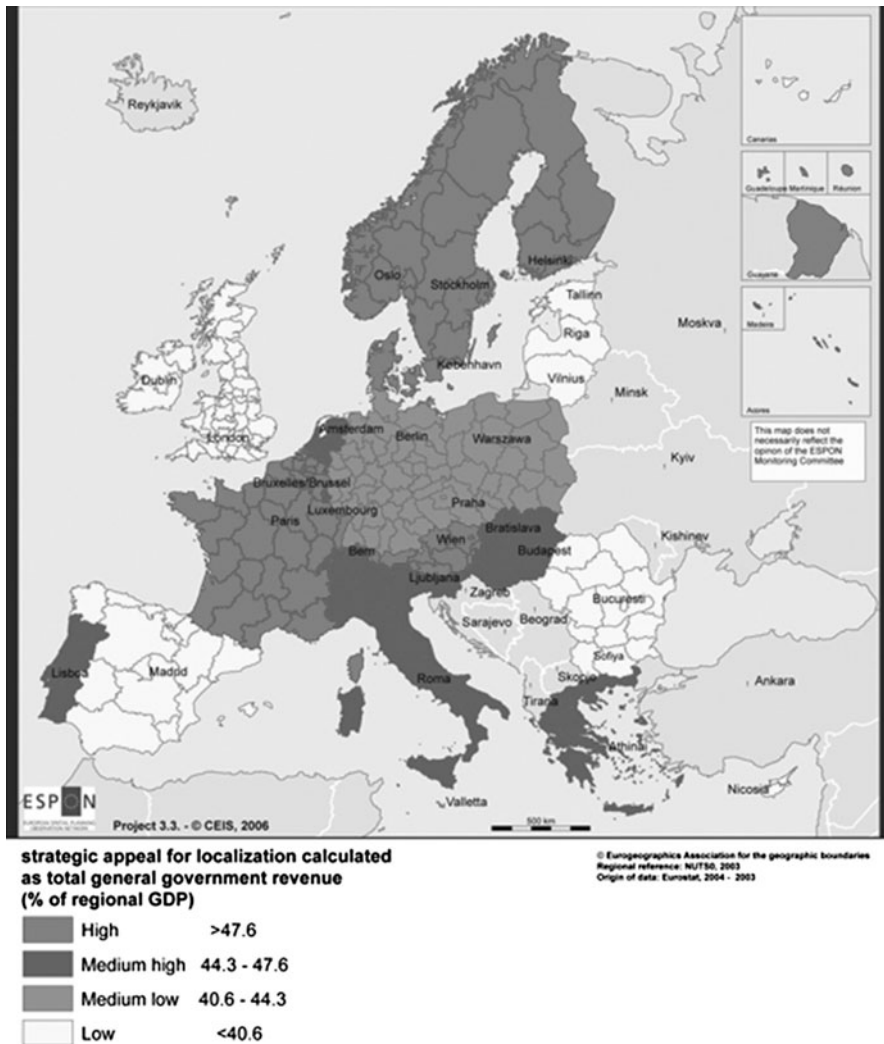 Reykjavik
Canarias
Guadeloupe Martinique Réunion
Guayane
Oslo
Helsinki
Stockholm
Tallinn
Riga
Moskva
Madeira
København
Vilnius
Minsk
Acores
Dublin
London
Amsterdam
Berlin
Warszawa
This map does not
necessarily reflect the
opinion of the ESPON
Monitoring Committee
Bruxelles/Brussel
Kyiv
Luxembourg
Praha
Paris
Bratislava
Wien
Kishinev
Bern
Budapest
Ljubljana
Zagreb
Bucuresti
Beograd
Sarajevo
Sofiya
Lisboa
Madrid
Roma
Skopje
Tirana
Ankara
Athinai
Nicosia
Valletta
ESPON
Project 3.3. - © CEIS, 2006
500 km
strategic appeal for localization calculated
as total general government revenue
(% of regional GDP)
© Eurogeographics Association for the geographic boundaries
Regional reference: NUTS0, 2003
Origin of data: Eurostat, 2004 - 2003
High >47.6
Medium high 44.3 - 47.6
Medium low 40.6 - 44.3
Low <40.6